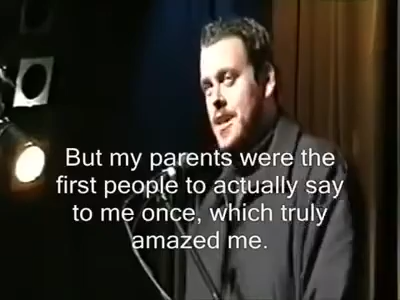 But my parents were the
first people to actually say
to me once, which truly
amazed me.